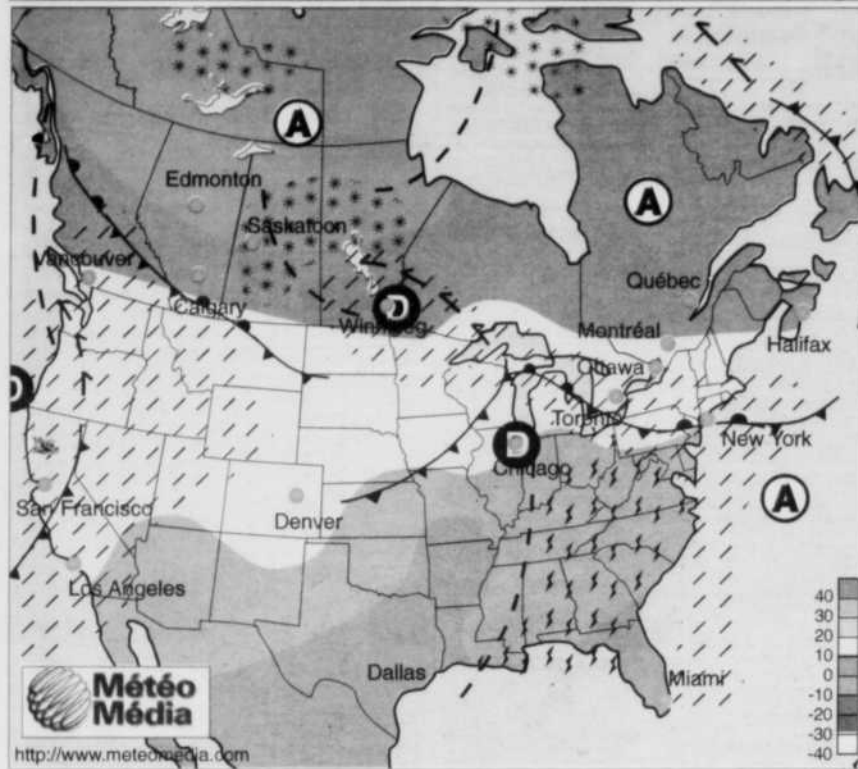 A
Edmonton
Saskatoon
A
Vancouver
Québec
Calgary
D
Winnipeg
Montréal
Halifax
Ottawa
D
Toronto
New York
D
Chicago
A
San Francisco
Denver
Los Angeles
40
30
20
10
0
-10
-20
-30
-40
Dallas
Miami
Météo
Média
http://www.meteomedia.com